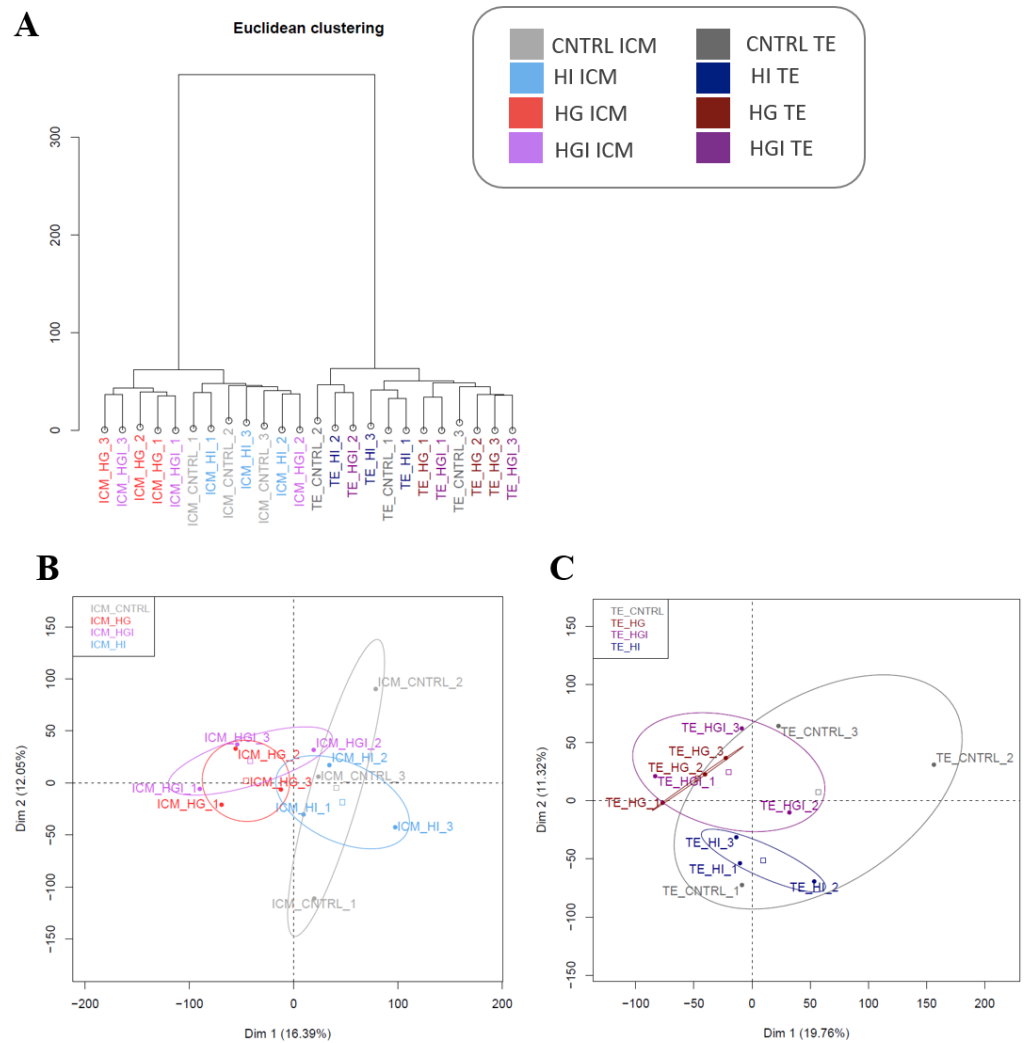 A
Euclidean clustering
CNTRL ICM
CNTRL TE
HI ICM
HI TE
HG ICM
HG TE
HGI ICM
HGI TE
300
200
100
0
ICM_HG_3
ICM_HGI_3
ICM_HG_2
ICM_HG_1
ICM_HGI_1
ICM_CNTRL_1
ICM_HI_1
ICM_CNTRL_2
ICM_HI_3
ICM_CNTRL_3
ICM_HI_2
ICM_HGI_2
TE_CNTRL_2
TE_HI_2
TE_HGI_2
TE_HI_3
TE_CNTRL_1
TE_HI_1
TE_HG_1
TE_HGI_1
TE_CNTRL_3
TE_HG_2
TE_HG_3
TE_HGI_3
B
ICM_CNTRL
ICM_HG
ICM_HGI
ICM_HI
150
100
50
0
−50
−100
−150
Dim 2 (12.05%)
ICM_CNTRL_2
ICM_HGI_3
ICM_HGI_2
ICM_HG_2
ICM_HI_2
ICM_CNTRL_3
ICM_HG_3
ICM_HGI_1
ICM_HG_1
ICM_HI_1
ICM_HI_3
ICM_CNTRL_1
−200
−100
0
100
200
Dim 1 (16.39%)
C
TE_CNTRL
TE_HG
TE_HGI
TE_HI
150
100
50
0
−50
−100
−150
Dim 2 (11.32%)
TE_HGI_3
TE_CNTRL_3
TE_HG_3
TE_CNTRL_2
TE_HG_2
TE_HGI_1
TE_HG_1
TE_HGI_2
TE_HI_3
TE_HI_1
TE_HI_2
TE_CNTRL_1
−100
−50
0
50
100
150
200
Dim 1 (19.76%)